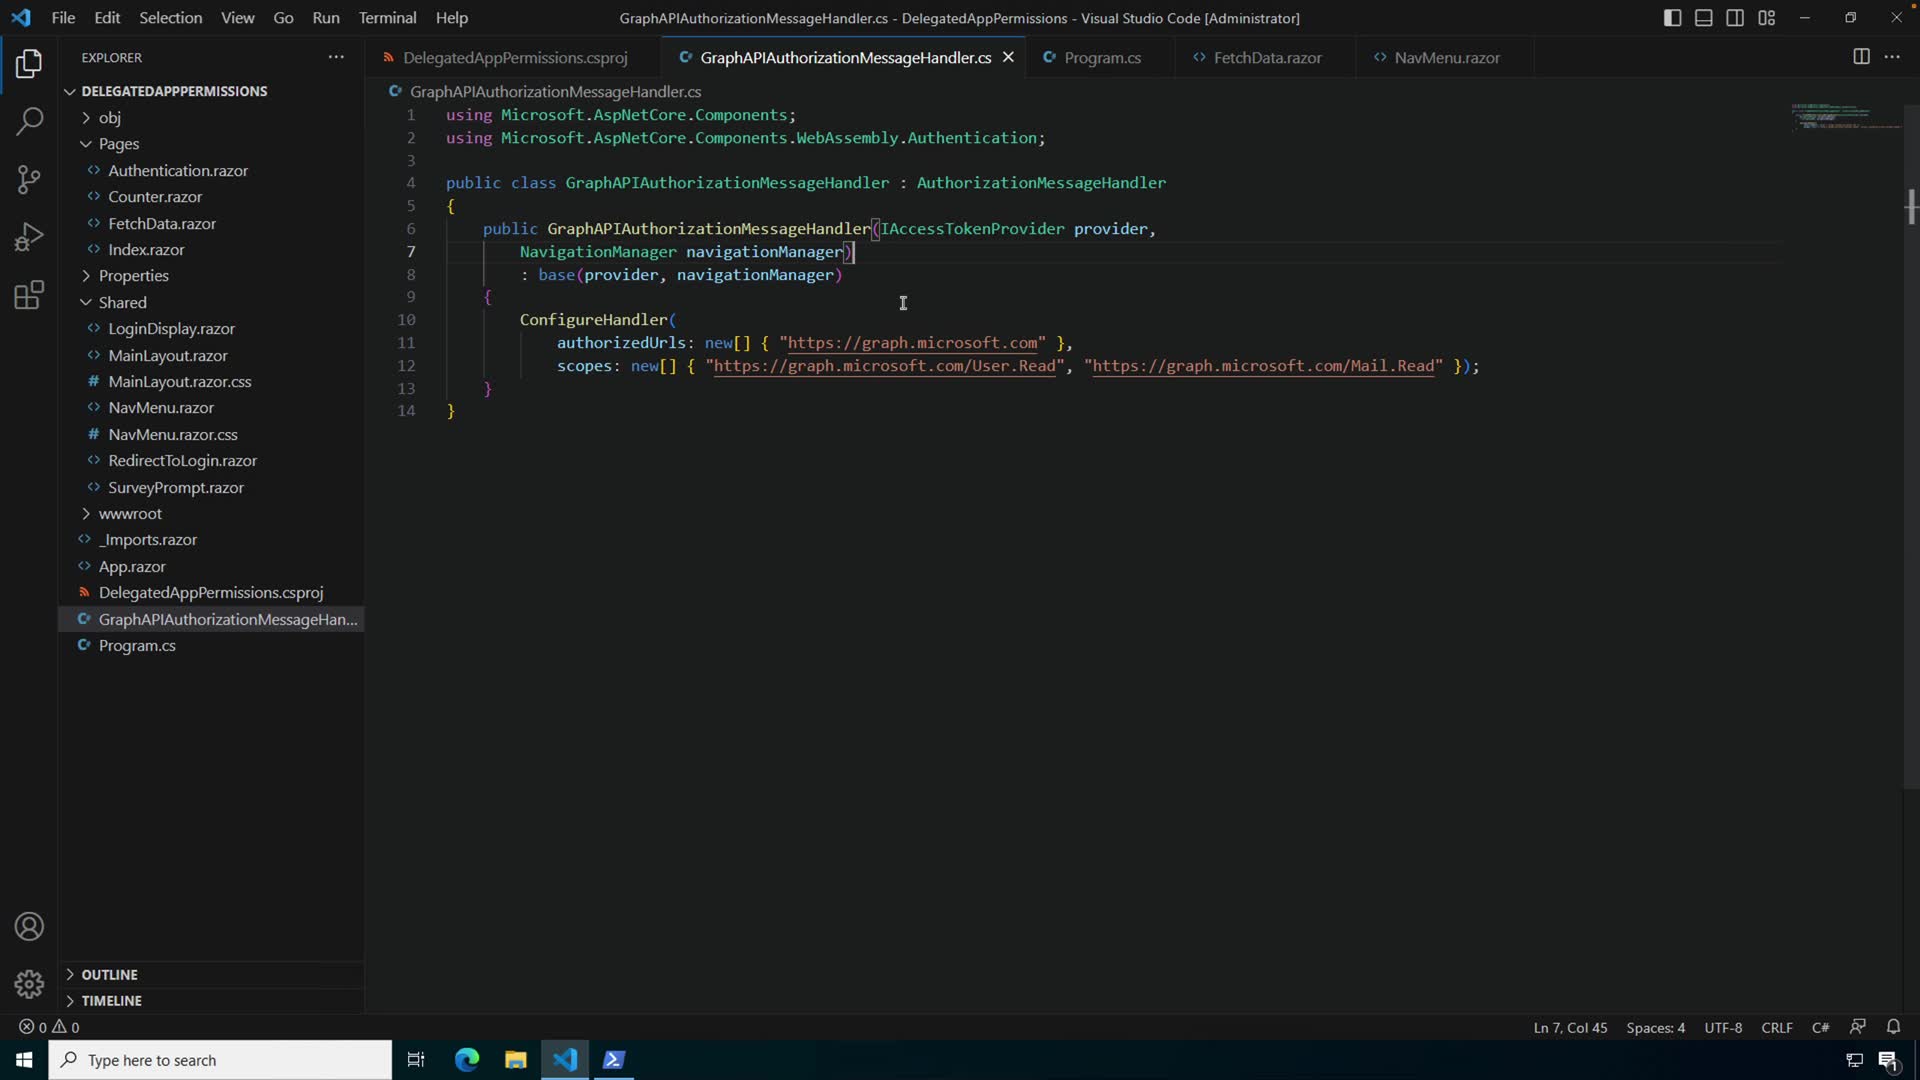 File Edit Selection View Go Run Terminal Help
GraphAPIAuthorizationMessageHandler.cs - DelegatedAppPermissions - Visual Studio Code [Administrator]
EXPLORER
DELEGATEDAPPPERMISSIONS
obj
Pages
Authentication.razor
Counter.razor
FetchData.razor
Index.razor
Properties
Shared
LoginDisplay.razor
MainLayout.razor
MainLayout.razor.css
NavMenu.razor
NavMenu.razor.css
RedirectToLogin.razor
SurveyPrompt.razor
wwwroot
_Imports.razor
App.razor
DelegatedAppPermissions.csproj
GraphAPIAuthorizationMessageHan...
Program.cs
OUTLINE
TIMELINE
DelegatedAppPermissions.csproj GraphAPIAuthorizationMessageHandler.cs Program.cs FetchData.razor NavMenu.razor
GraphAPIAuthorizationMessageHandler.cs
1 using Microsoft.AspNetCore.Components;
2 using Microsoft.AspNetCore.Components.WebAssembly.Authentication;
3
4 public class GraphAPIAuthorizationMessageHandler : AuthorizationMessageHandler
5 {
6 public GraphAPIAuthorizationMessageHandler(IAccessTokenProvider provider,
7 NavigationManager navigationManager)
8 : base(provider, navigationManager)
9 {
10 ConfigureHandler(
11 authorizedUrls: new[] { "https://graph.microsoft.com" },
12 scopes: new[] { "https://graph.microsoft.com/User.Read", "https://graph.microsoft.com/Mail.Read" });
13 }
14 }
0 0
Ln 7, Col 45 Spaces: 4 UTF-8 CRLF C#
Type here to search
1